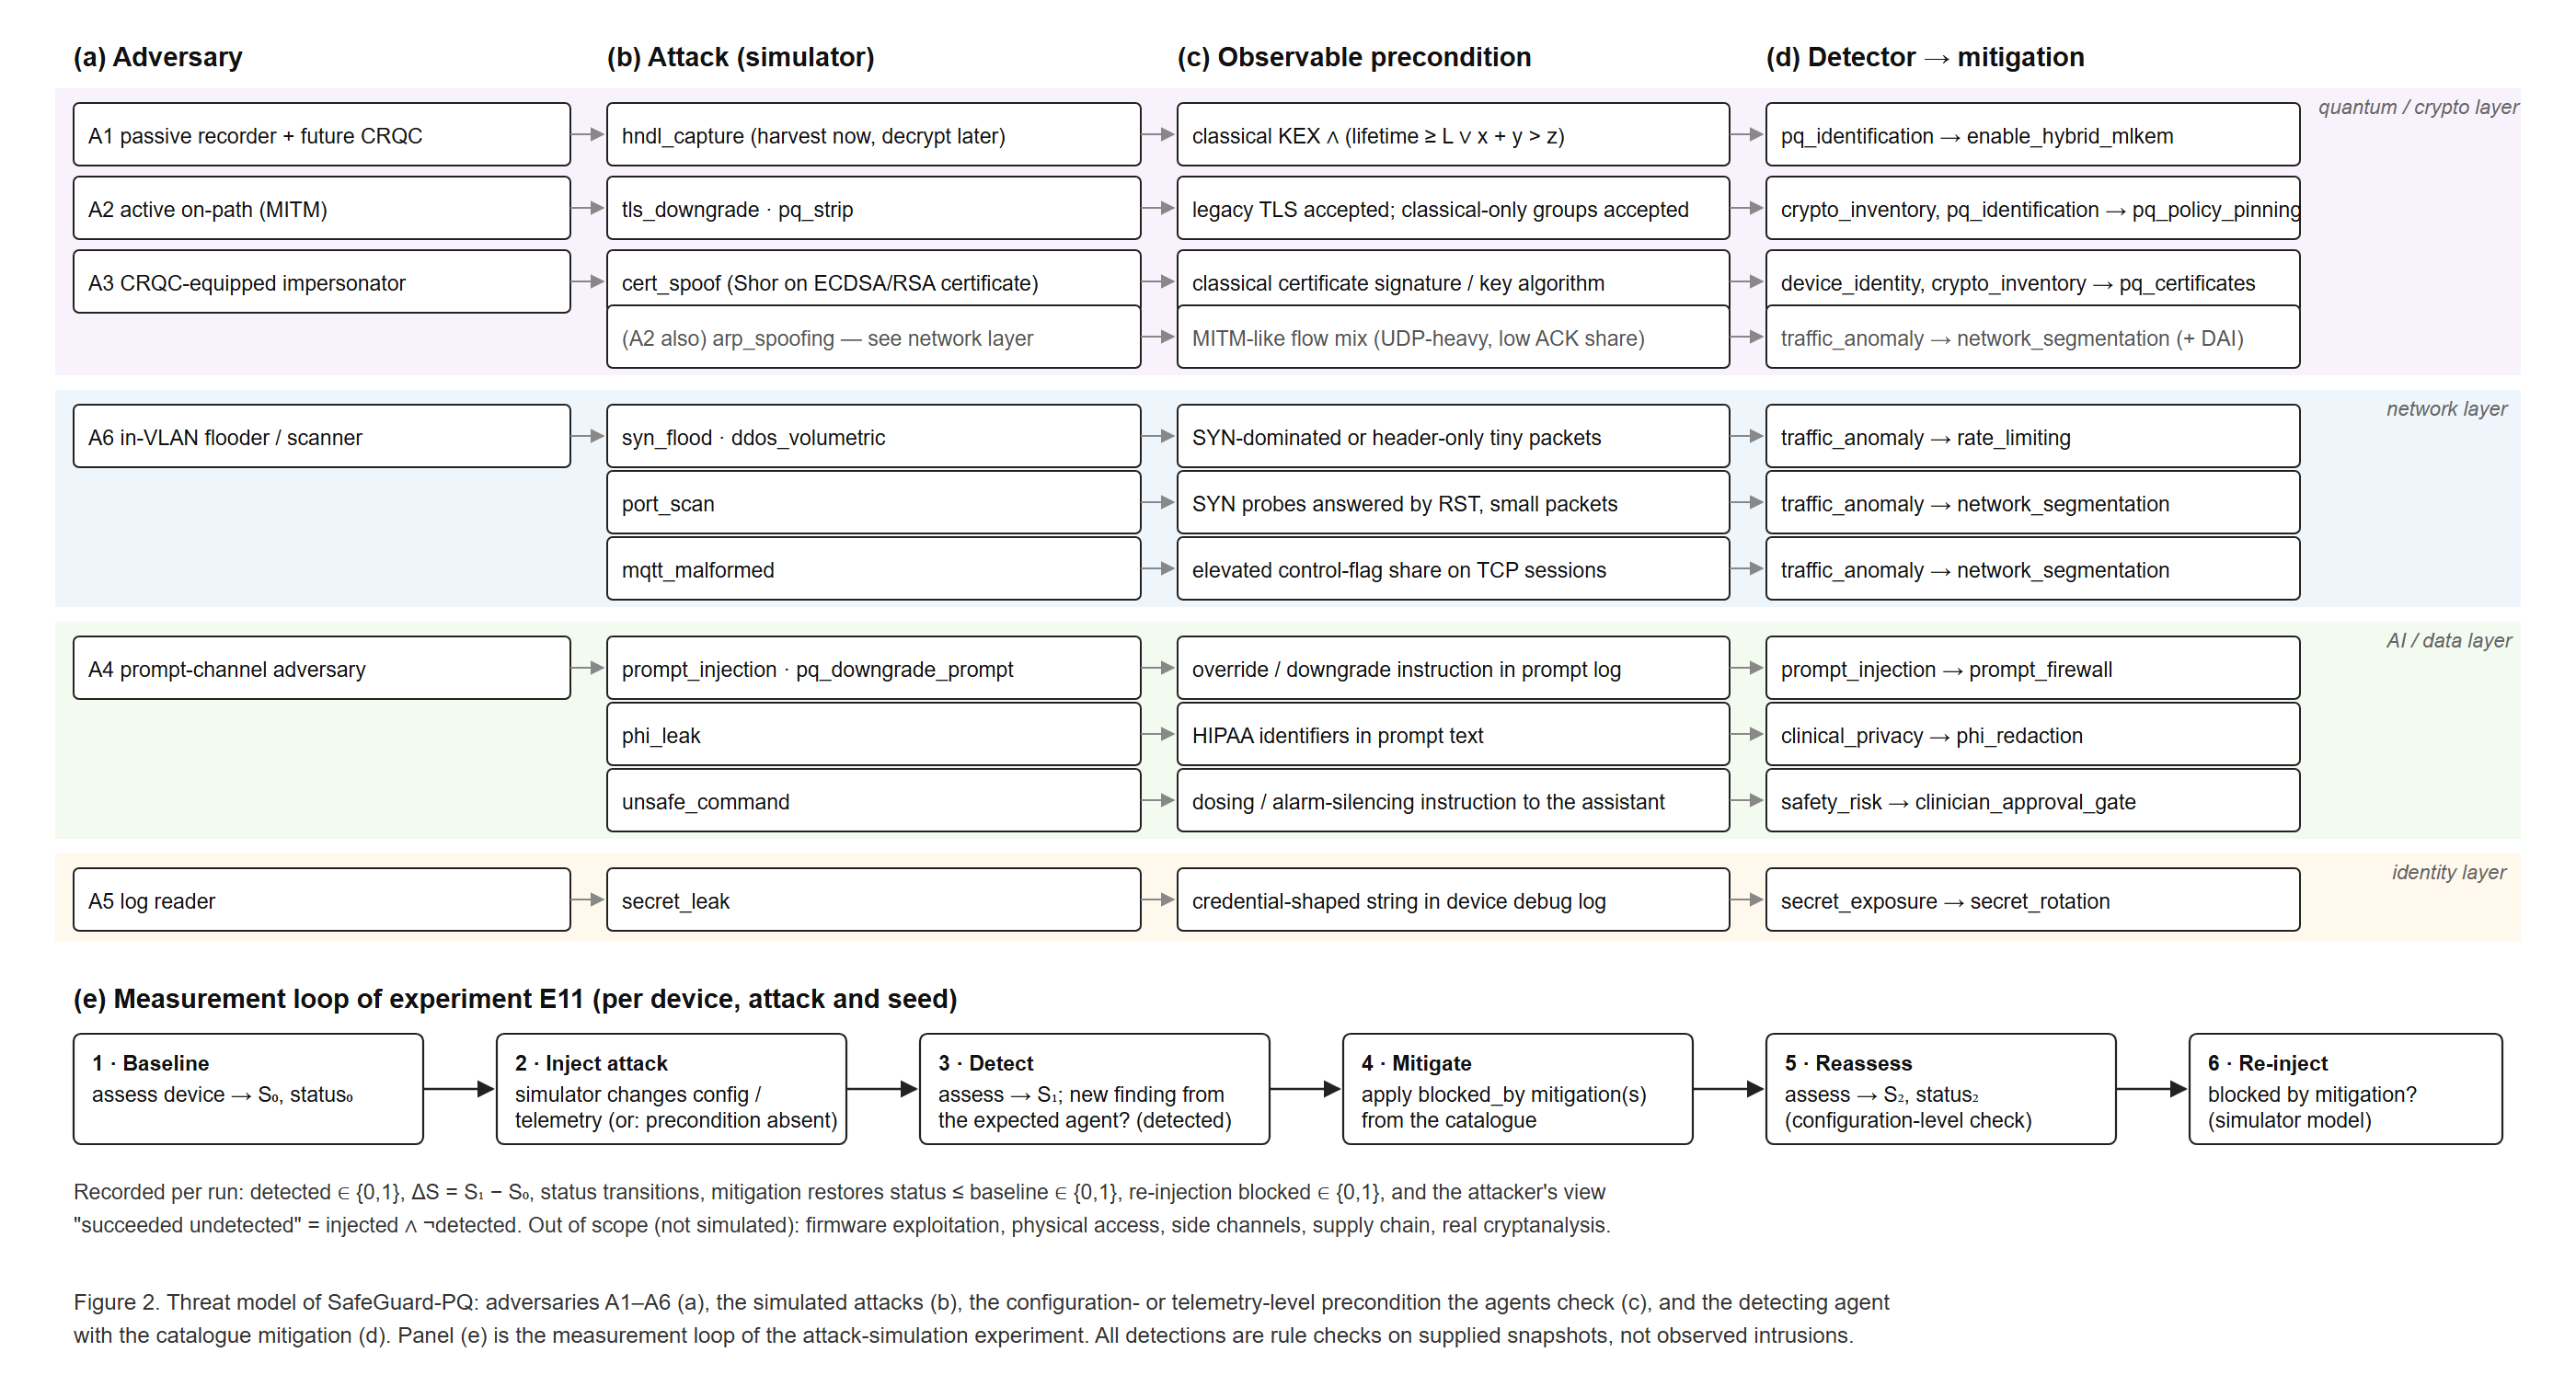 (a) Adversary
(b) Attack (simulator)
(c) Observable precondition
(d) Detector → mitigation
quantum / crypto layer
A1 passive recorder + future CRQC
hndl_capture (harvest now, decrypt later)
classical KEX ∧ (lifetime ≥ L ∨ x + y > z)
pq_identification → enable_hybrid_mlkem
A2 active on-path (MITM)
tls_downgrade · pq_strip
legacy TLS accepted; classical-only groups accepted
crypto_inventory, pq_identification → pq_policy_pinning
A3 CRQC-equipped impersonator
cert_spoof (Shor on ECDSA/RSA certificate)
classical certificate signature / key algorithm
device_identity, crypto_inventory → pq_certificates
(A2 also) arp_spoofing — see network layer
MITM-like flow mix (UDP-heavy, low ACK share)
traffic_anomaly → network_segmentation (+ DAI)
network layer
A6 in-VLAN flooder / scanner
syn_flood · ddos_volumetric
SYN-dominated or header-only tiny packets
traffic_anomaly → rate_limiting
port_scan
SYN probes answered by RST, small packets
traffic_anomaly → network_segmentation
mqtt_malformed
elevated control-flag share on TCP sessions
traffic_anomaly → network_segmentation
AI / data layer
A4 prompt-channel adversary
prompt_injection · pq_downgrade_prompt
override / downgrade instruction in prompt log
prompt_injection → prompt_firewall
phi_leak
HIPAA identifiers in prompt text
clinical_privacy → phi_redaction
unsafe_command
dosing / alarm-silencing instruction to the assistant
safety_risk → clinician_approval_gate
identity layer
A5 log reader
secret_leak
credential-shaped string in device debug log
secret_exposure → secret_rotation
(e) Measurement loop of experiment E11 (per device, attack and seed)
1 · Baseline
assess device → S₀, status₀
2 · Inject attack
simulator changes config /
telemetry (or: precondition absent)
3 · Detect
assess → S₁; new finding from
the expected agent? (detected)
4 · Mitigate
apply blocked_by mitigation(s)
from the catalogue
5 · Reassess
assess → S₂, status₂
(configuration-level check)
6 · Re-inject
blocked by mitigation?
(simulator model)
Recorded per run: detected ∈ {0,1}, ΔS = S₁ − S₀, status transitions, mitigation restores status ≤ baseline ∈ {0,1}, re-injection blocked ∈ {0,1}, and the attacker's view
"succeeded undetected" = injected ∧ ¬detected. Out of scope (not simulated): firmware exploitation, physical access, side channels, supply chain, real cryptanalysis.
Figure 2. Threat model of SafeGuard-PQ: adversaries A1–A6 (a), the simulated attacks (b), the configuration- or telemetry-level precondition the agents check (c), and the detecting agent
with the catalogue mitigation (d). Panel (e) is the measurement loop of the attack-simulation experiment. All detections are rule checks on supplied snapshots, not observed intrusions.